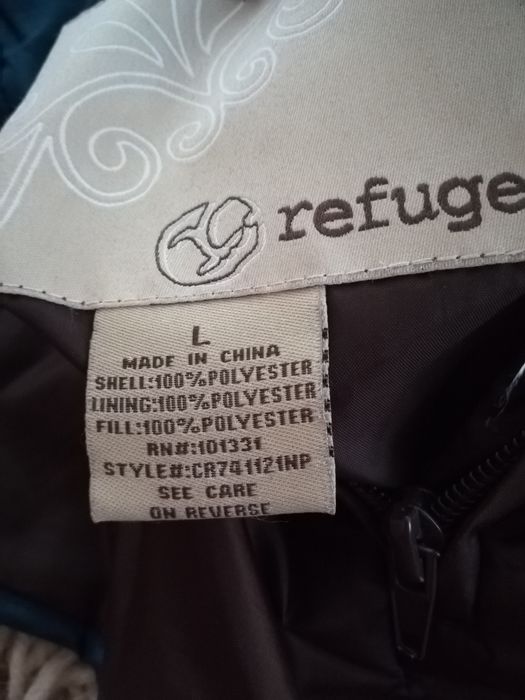 refuge
L
MADE IN CHINA
SHELL:100%POLYESTER
LINING:100%POLYESTER
FILL:100%POLYESTER
RN#:101331
STYLE#:CR741121NP
SEE CARE
ON REVERSE